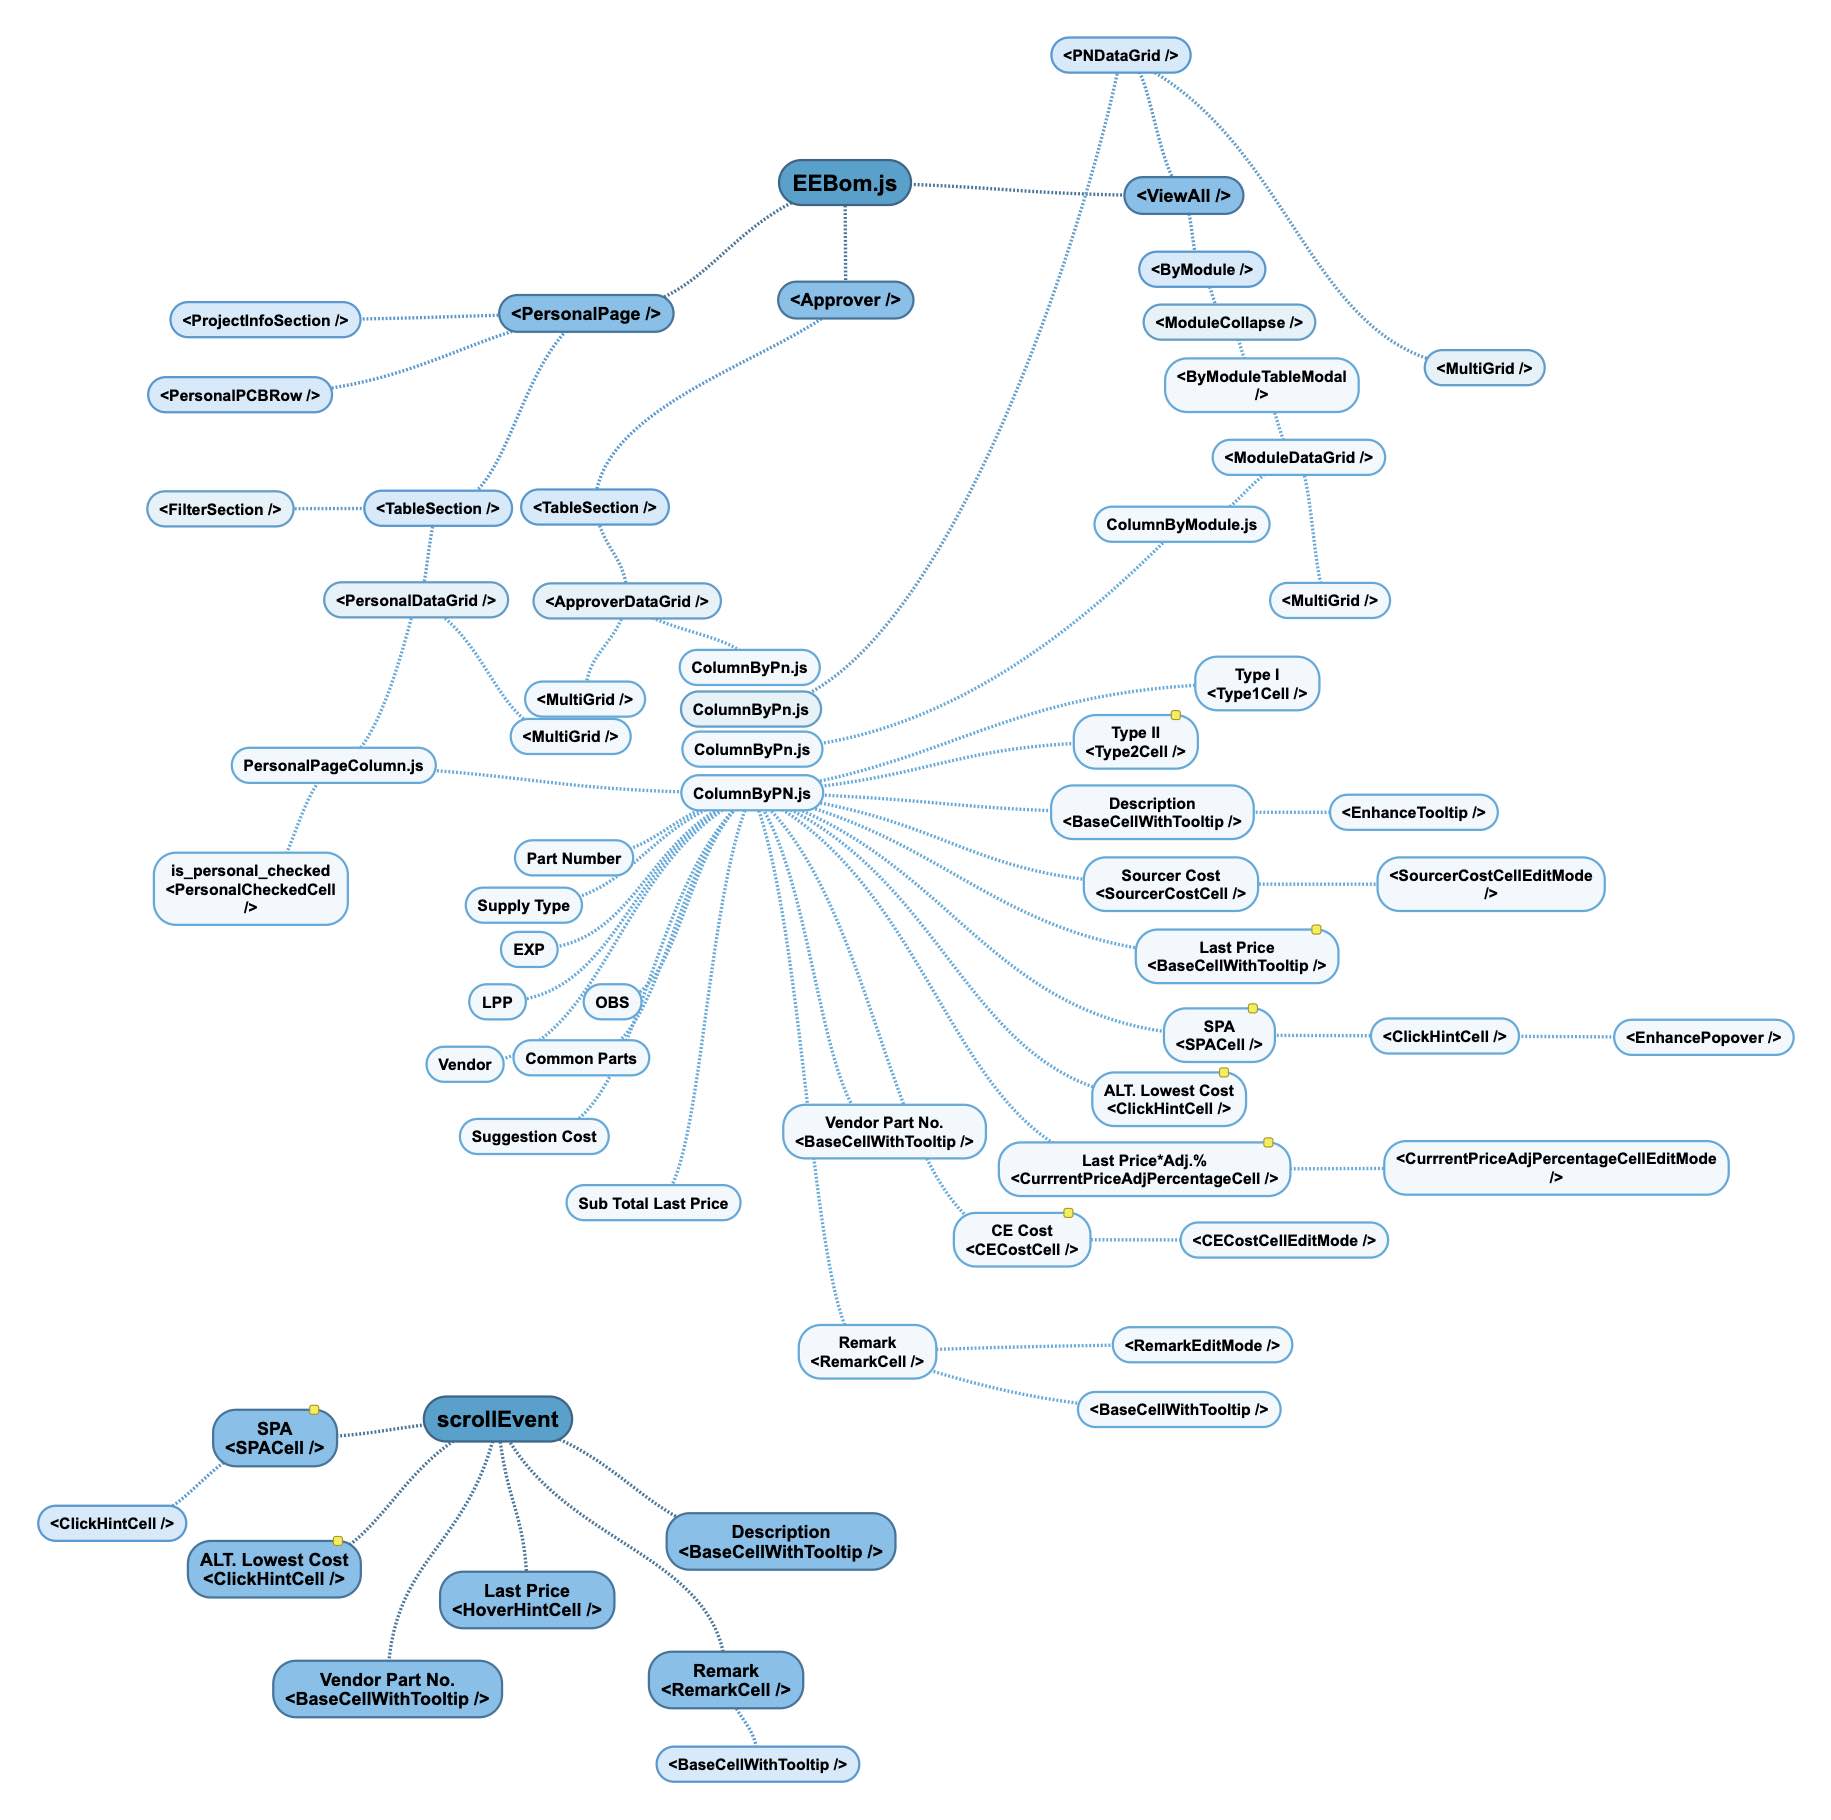 <PNDataGrid />
EEBom.js
<ViewAll />
<ByModule />
<Approver />
<PersonalPage />
<ProjectInfoSection />
<ModuleCollapse />
<MultiGrid />
<ByModuleTableModal
/>
<PersonalPCBRow />
<ModuleDataGrid />
<FilterSection />
<TableSection />
<TableSection />
ColumnByModule.js
<PersonalDataGrid />
<ApproverDataGrid />
<MultiGrid />
ColumnByPn.js
<MultiGrid />
ColumnByPn.js
Type I
<Type1Cell />
<MultiGrid />
ColumnByPn.js
Type II
<Type2Cell />
PersonalPageColumn.js
ColumnByPN.js
Description
<BaseCellWithTooltip />
<EnhanceTooltip />
Part Number
is_personal_checked
<PersonalCheckedCell
/>
Sourcer Cost
<SourcerCostCell />
<SourcerCostCellEditMode
/>
Supply Type
EXP
Last Price
<BaseCellWithTooltip />
LPP
OBS
SPA
<SPACell />
<ClickHintCell />
<EnhancePopover />
Vendor
Common Parts
ALT. Lowest Cost
<ClickHintCell />
Suggestion Cost
Vendor Part No.
<BaseCellWithTooltip />
Last Price*Adj.%
<CurrrentPriceAdjPercentageCell />
<CurrrentPriceAdjPercentageCellEditMode
/>
Sub Total Last Price
CE Cost
<CECostCell />
<CECostCellEditMode />
Remark
<RemarkCell />
<RemarkEditMode />
<BaseCellWithTooltip />
scrollEvent
SPA
<SPACell />
<ClickHintCell />
Description
<BaseCellWithTooltip />
ALT. Lowest Cost
<ClickHintCell />
Last Price
<HoverHintCell />
Vendor Part No.
<BaseCellWithTooltip />
Remark
<RemarkCell />
<BaseCellWithTooltip />